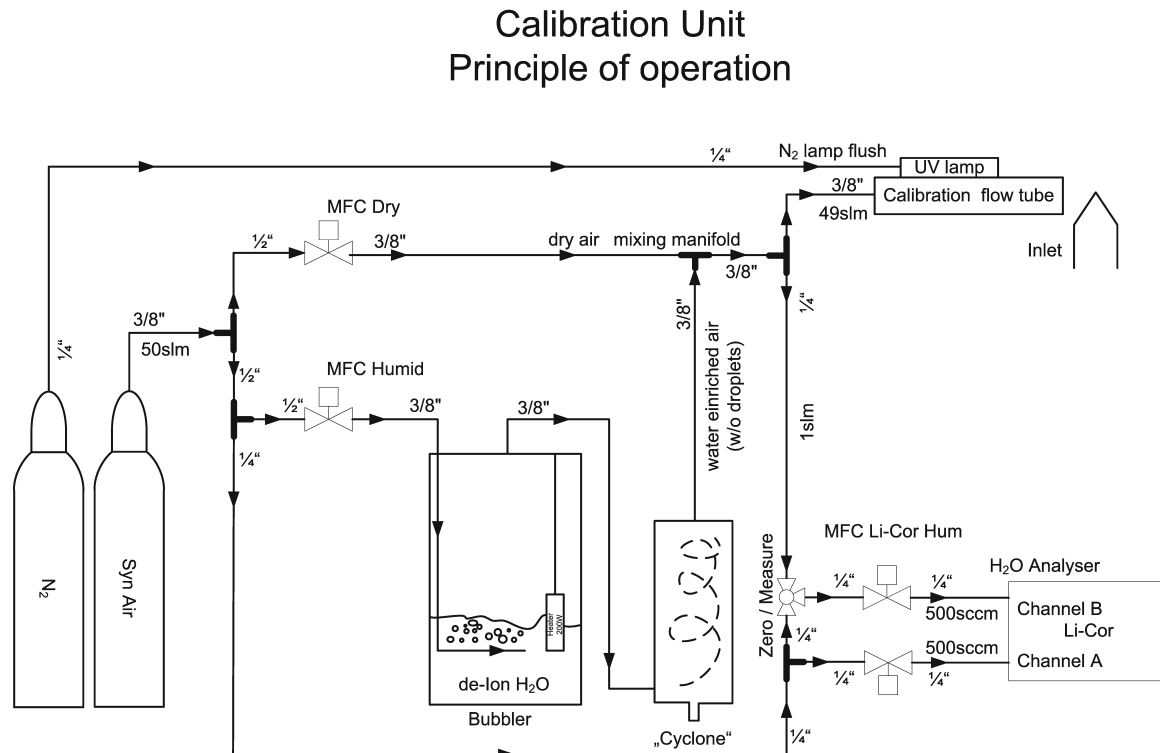 Calibration Unit
Principle of operation
¼“
N₂ lamp flush
UV lamp
3/8"
Calibration flow tube
49slm
Inlet
MFC Dry
½“
3/8"
dry air
mixing manifold
3/8"
¼“
3/8"
50slm
¼“
½“
MFC Humid
½“
3/8"
3/8"
3/8"
water einriched air
(w/o droplets)
1slm
¼“
N₂
Syn Air
Heater
200W
de-Ion H₂O
Bubbler
„Cyclone“
Zero / Measure
MFC Li-Cor Hum
H₂O Analyser
¼“
¼“
500sccm
Channel B
Li-Cor
¼“
500sccm
Channel A
¼“
¼“
¼“